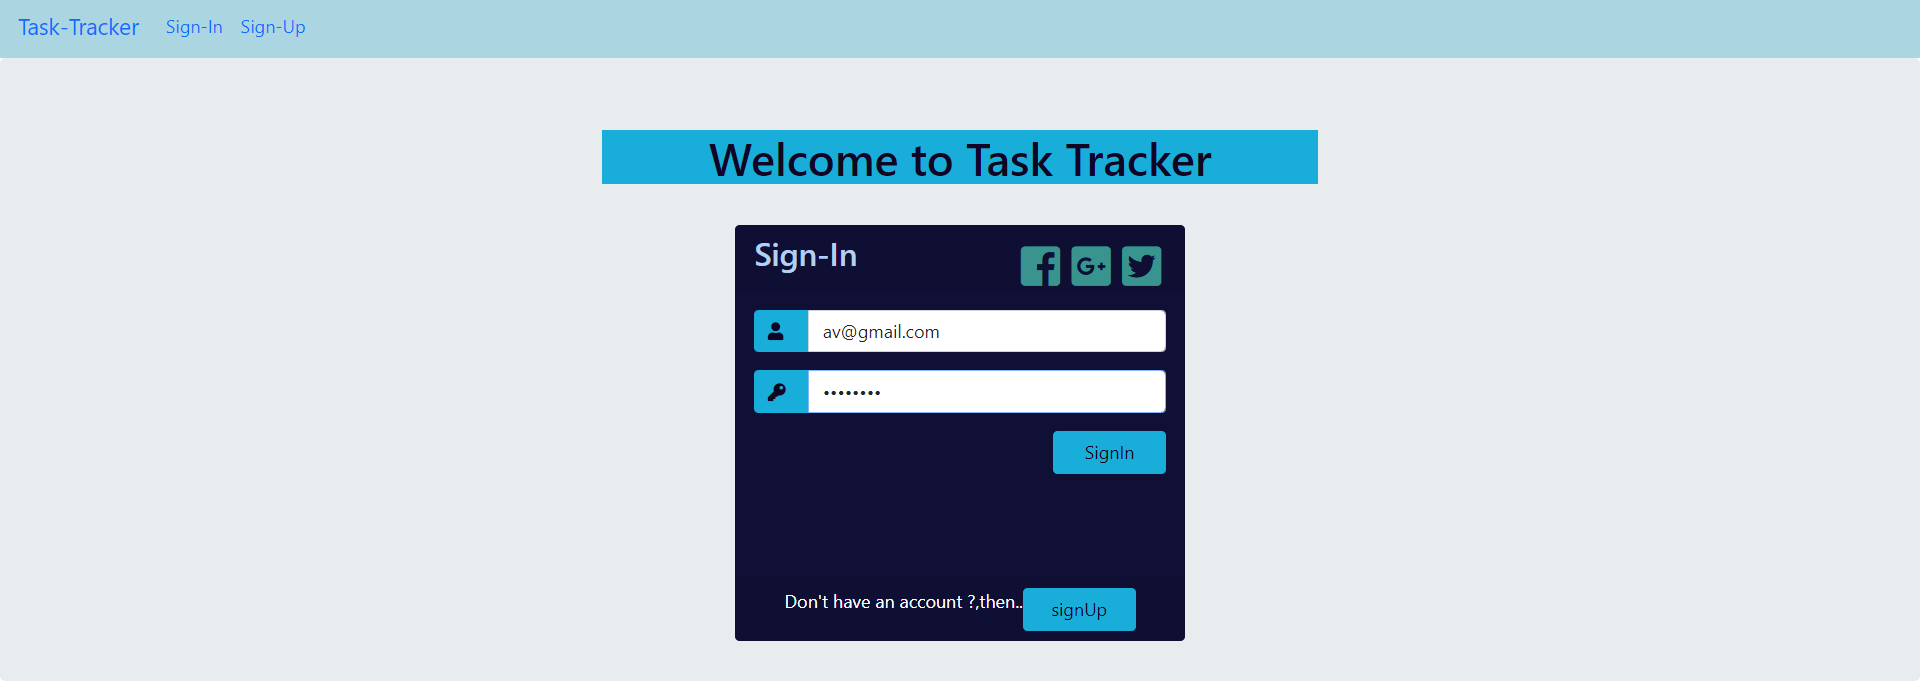 Task-Tracker Sign-In Sign-Up
Welcome to Task Tracker
Sign-In
G+
av@gmail.com
••••••••
SignIn
Don't have an account ?,then.. signUp